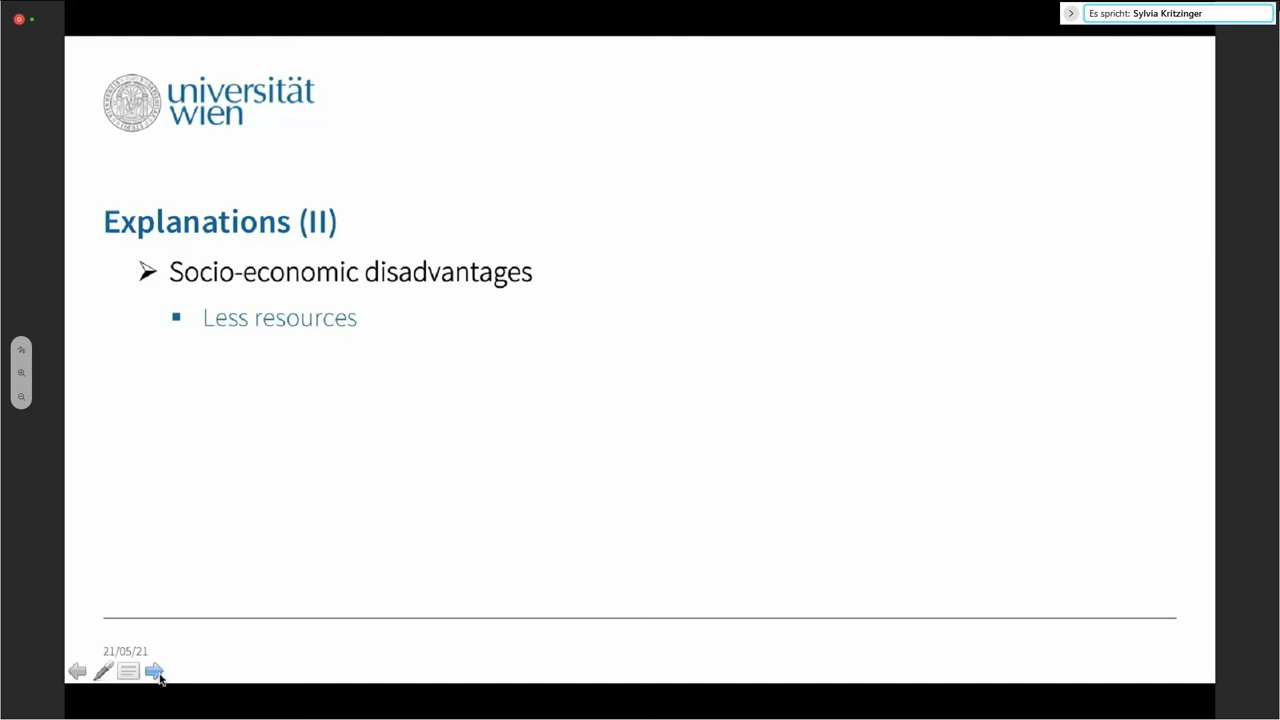 Es spricht: Sylvia Kritzinger
universität
wien
Explanations (II)
Socio-economic disadvantages
Less resources
21/05/21